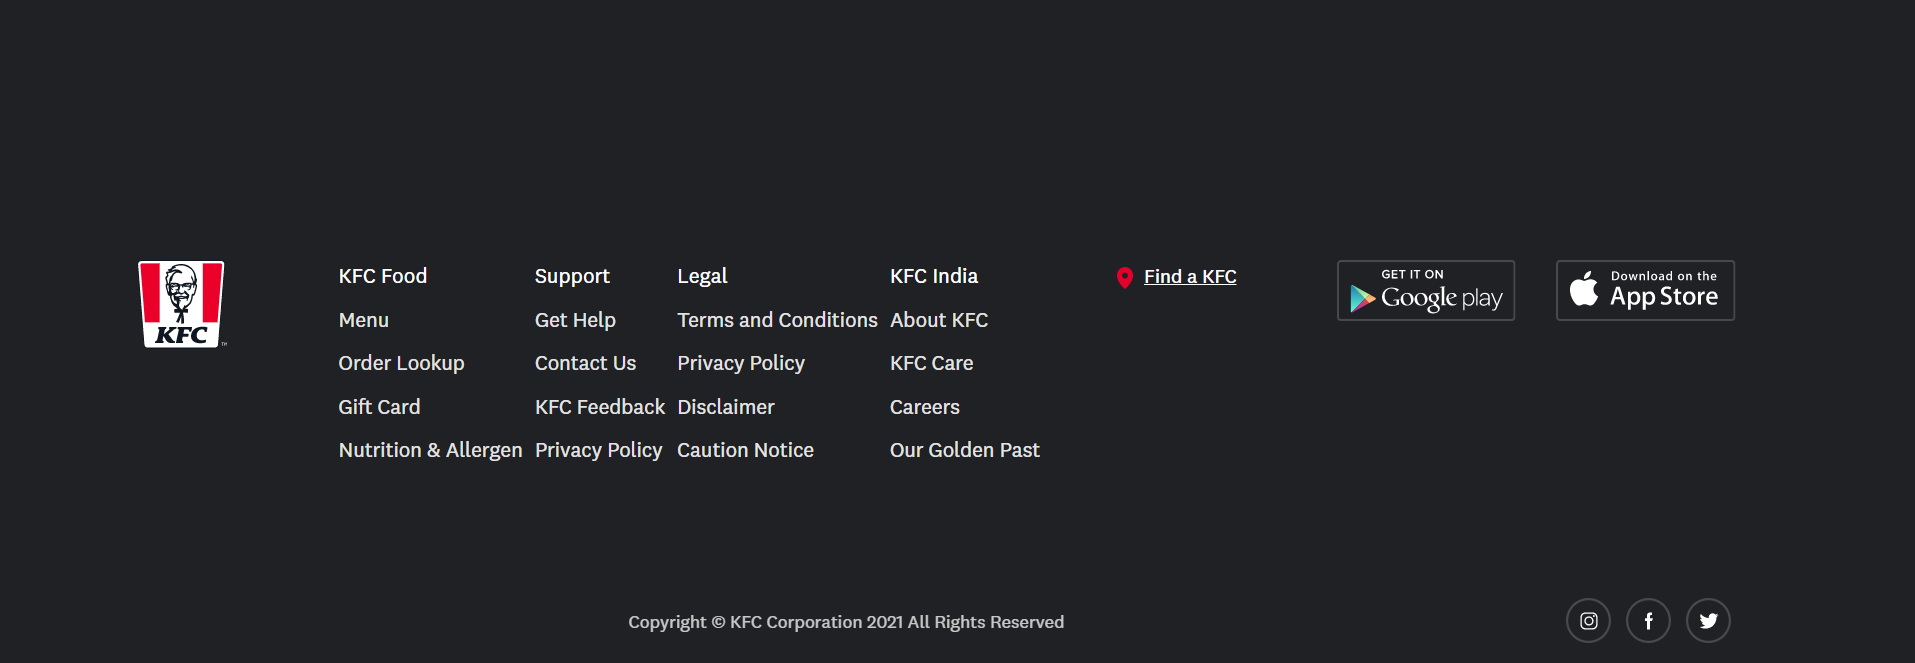 KFC
TM
KFC Food
Menu
Order Lookup
Gift Card
Nutrition & Allergen
Support
Get Help
Contact Us
KFC Feedback
Privacy Policy
Legal
Terms and Conditions
Privacy Policy
Disclaimer
Caution Notice
KFC India
About KFC
KFC Care
Careers
Our Golden Past
Find a KFC
GET IT ON
Google play
Download on the
App Store
Copyright © KFC Corporation 2021 All Rights Reserved